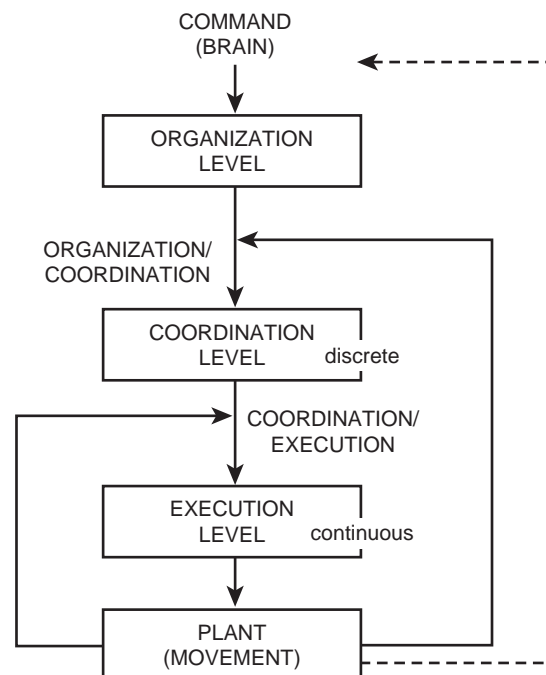 COMMAND
(BRAIN)
ORGANIZATION
LEVEL
ORGANIZATION/
COORDINATION
COORDINATION
LEVEL
discrete
COORDINATION/
EXECUTION
EXECUTION
LEVEL
continuous
PLANT
(MOVEMENT)